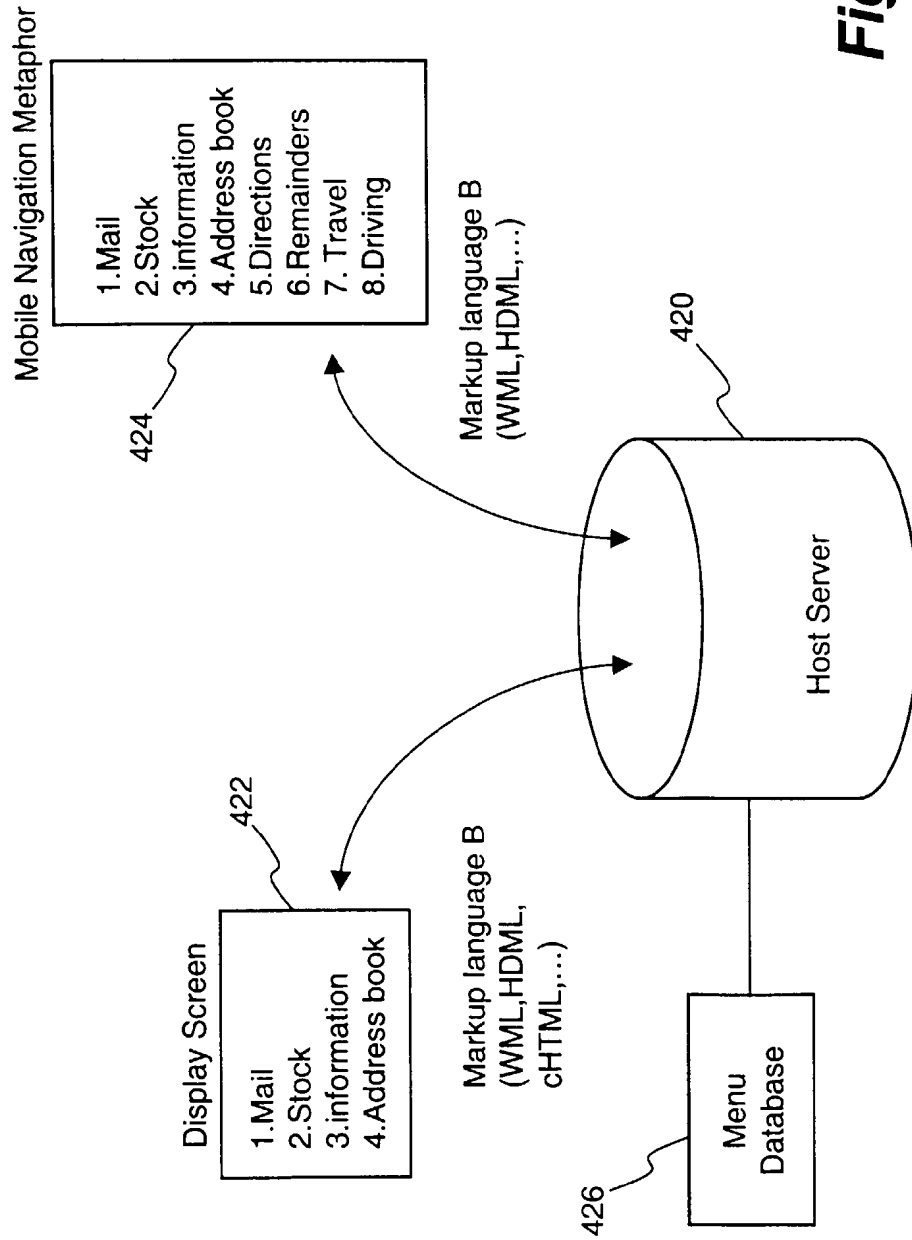 Mobile Navigation Metaphor
1.Mail
2.Stock
3.information
4.Address book
5.Directions
6.Remainders
7. Travel
8.Driving
424
Display Screen
1.Mail
2.Stock
3.information
4.Address book
422
Markup language B
(WML,HDML,...)
Markup language B
(WML,HDML,
cHTML,...)
420
Host Server
Menu
Database
426
Fig